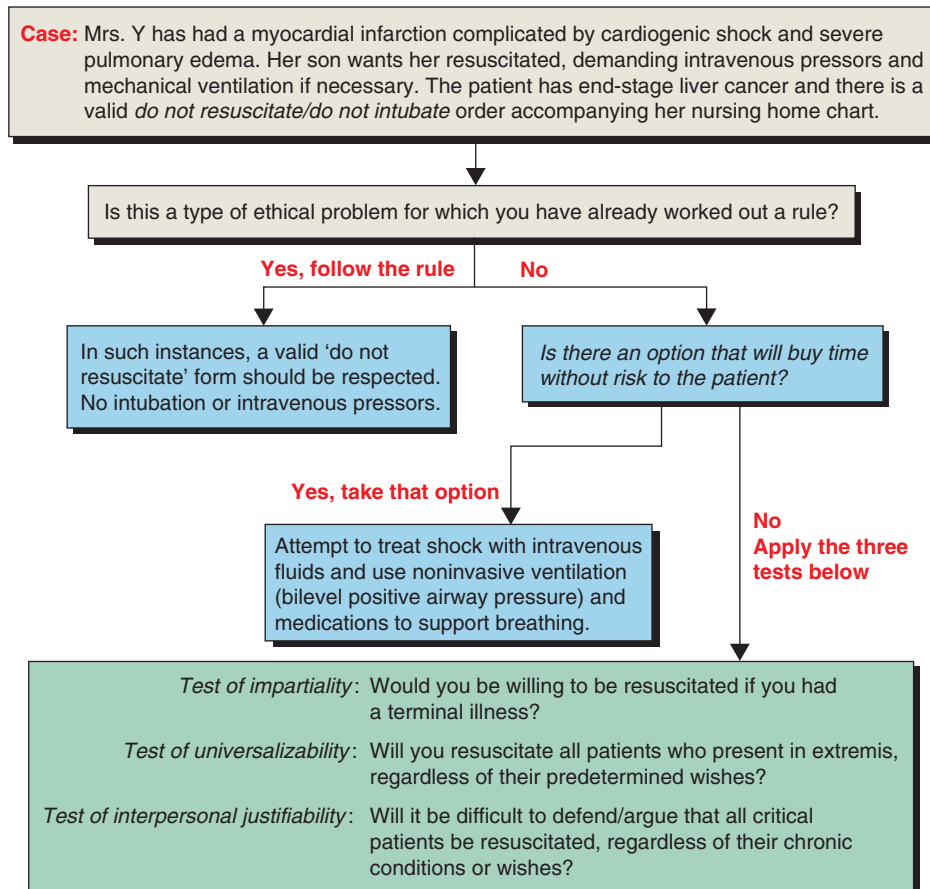 Case: Mrs. Y has had a myocardial infarction complicated by cardiogenic shock and severe
pulmonary edema. Her son wants her resuscitated, demanding intravenous pressors and
mechanical ventilation if necessary. The patient has end-stage liver cancer and there is a
valid do not resuscitate/do not intubate order accompanying her nursing home chart.
Is this a type of ethical problem for which you have already worked out a rule?
Yes, follow the rule
No
In such instances, a valid ‘do not
resuscitate’ form should be respected.
No intubation or intravenous pressors.
Is there an option that will buy time
without risk to the patient?
Yes, take that option
No
Apply the three
tests below
Attempt to treat shock with intravenous
fluids and use noninvasive ventilation
(bilevel positive airway pressure) and
medications to support breathing.
Test of impartiality: Would you be willing to be resuscitated if you had
a terminal illness?
Test of universalizability: Will you resuscitate all patients who present in extremis,
regardless of their predetermined wishes?
Test of interpersonal justifiability: Will it be difficult to defend/argue that all critical
patients be resuscitated, regardless of their chronic
conditions or wishes?